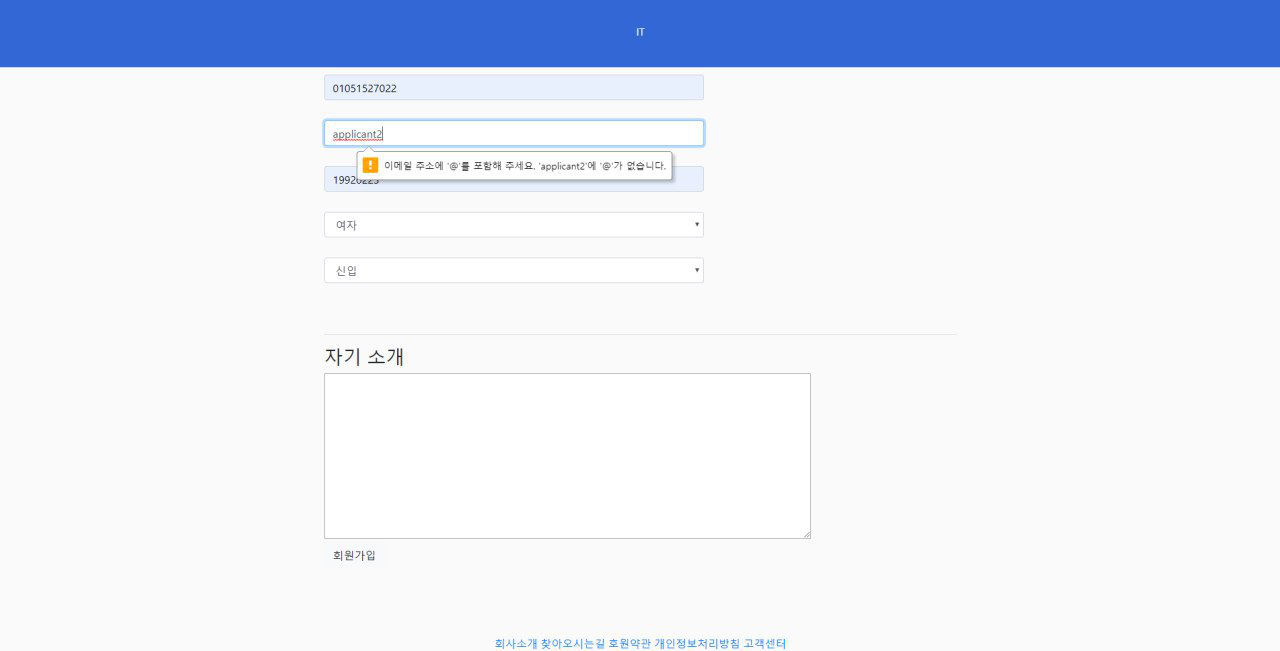 IT
01051527022
applicant2
이메일 주소에 '@'를 포함해 주세요. 'applicant2'에 '@'가 없습니다.
19920223
여자
신입
자기 소개
회원가입
회사소개 찾아오시는길 호원약관 개인정보처리방침 고객센터